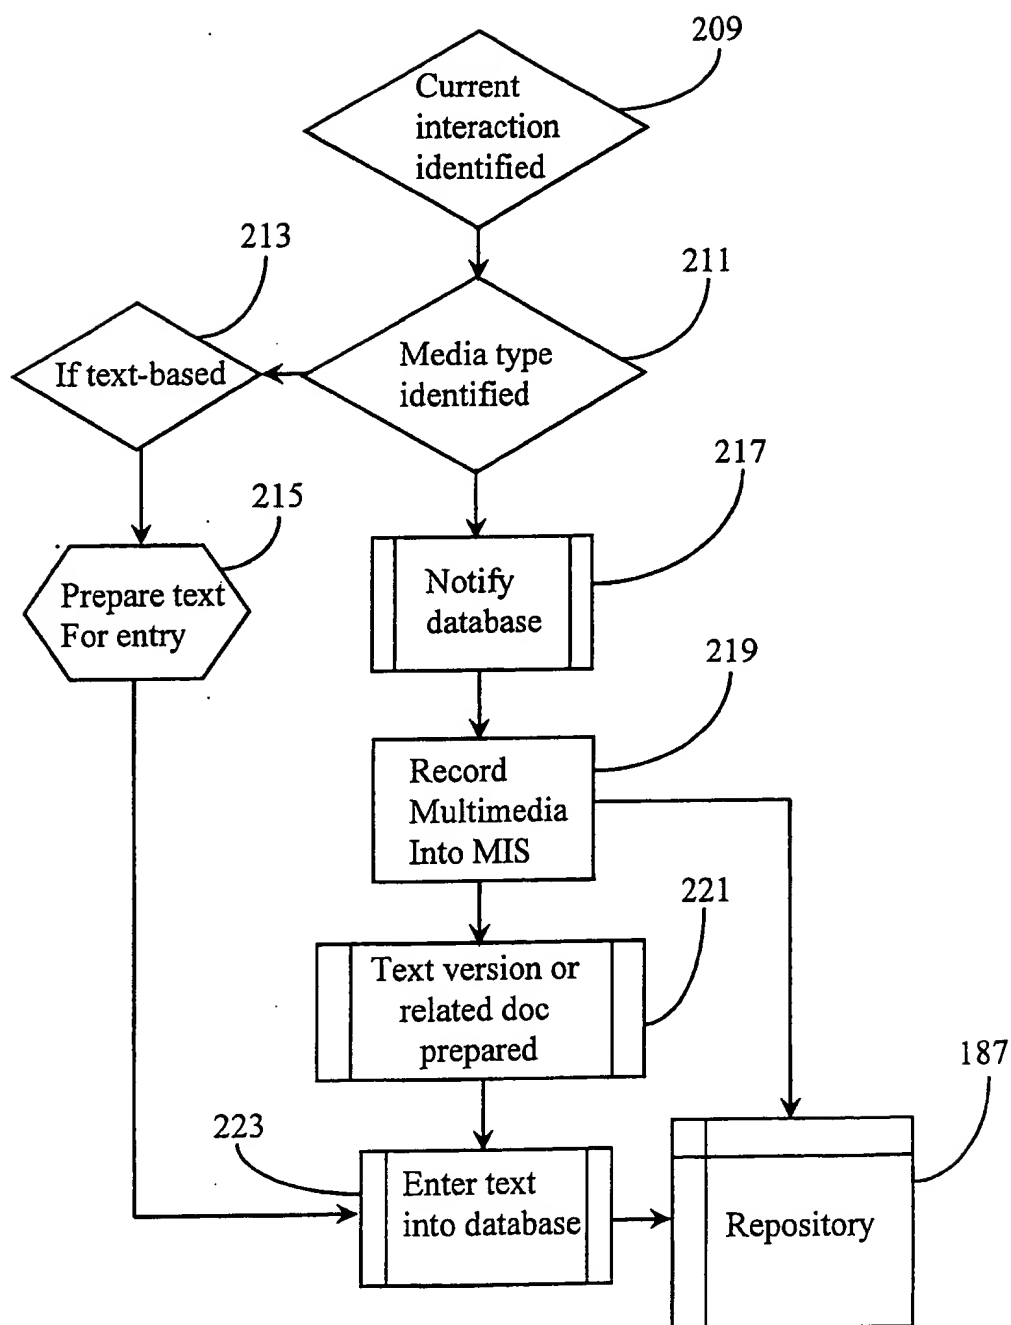 209
Current
interaction
identified
213
211
If text-based
Media type
identified
217
215
Prepare text
For entry
Notify
database
219
Record
Multimedia
Into MIS
221
Text version or
related doc
prepared
187
223
Enter text
into database
Repository